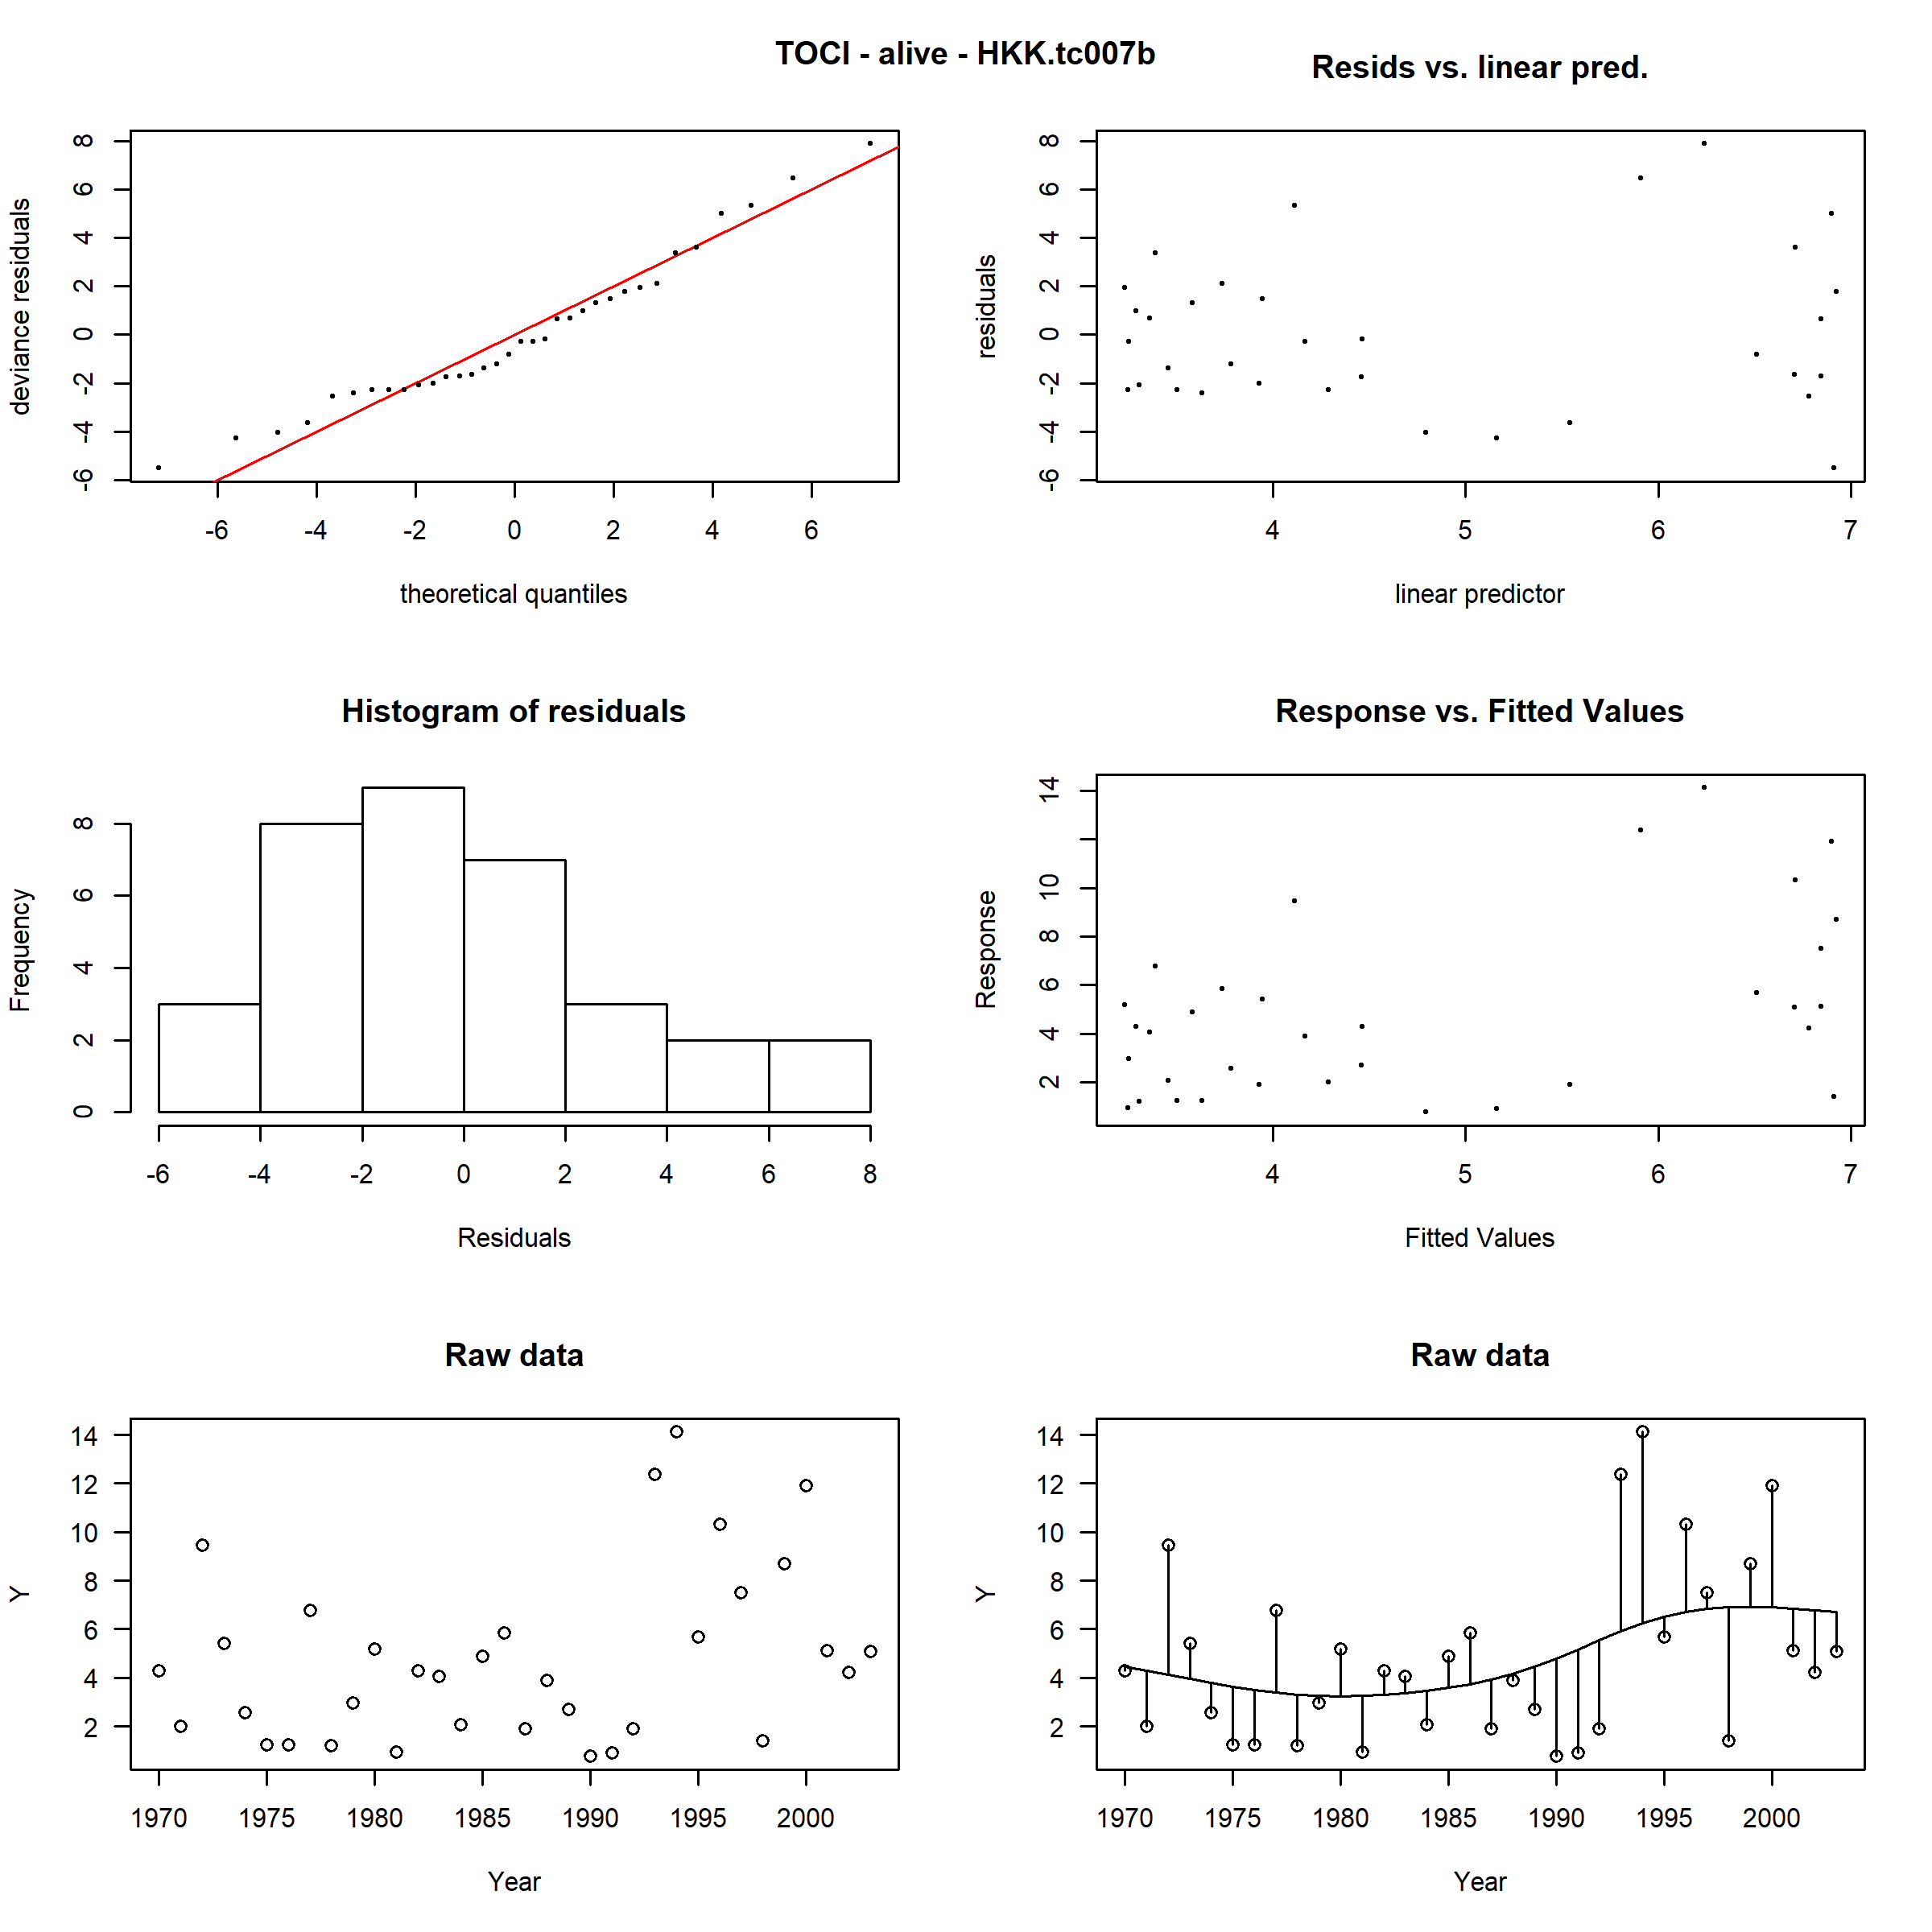 TOCI - alive - HKK.tc007b
Resids vs. linear pred.
deviance residuals
-6 -4 -2 0 2 4 6 8
-6 -4 -2 0 2 4 6
theoretical quantiles
residuals
-6 -4 -2 0 2 4 6 8
4 5 6 7
linear predictor
Histogram of residuals
Frequency
0 2 4 6 8
-6 -4 -2 0 2 4 6 8
Residuals
Response vs. Fitted Values
Response
2 4 6 8 10 14
4 5 6 7
Fitted Values
Raw data
Y
2 4 6 8 10 12 14
1970 1975 1980 1985 1990 1995 2000
Year
Raw data
Y
2 4 6 8 10 12 14
1970 1975 1980 1985 1990 1995 2000
Year